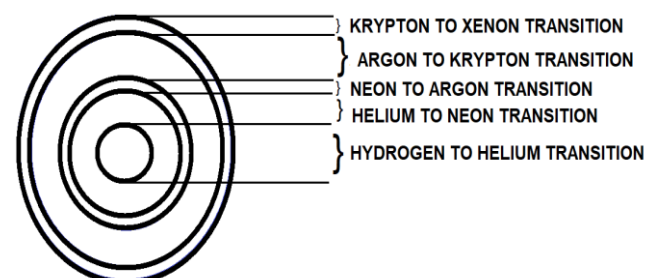 KRYPTON TO XENON TRANSITION
ARGON TO KRYPTON TRANSITION
NEON TO ARGON TRANSITION
HELIUM TO NEON TRANSITION
HYDROGEN TO HELIUM TRANSITION